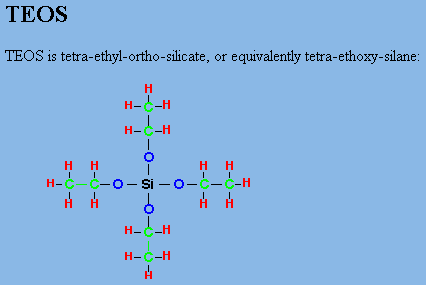 TEOS
TEOS is tetra-ethyl-ortho-silicate, or equivalently tetra-ethoxy-silane:
H
H C H
H C H
O
H H H H
H C C O Si O C C H
H H H H
O
H C H
H C H
H